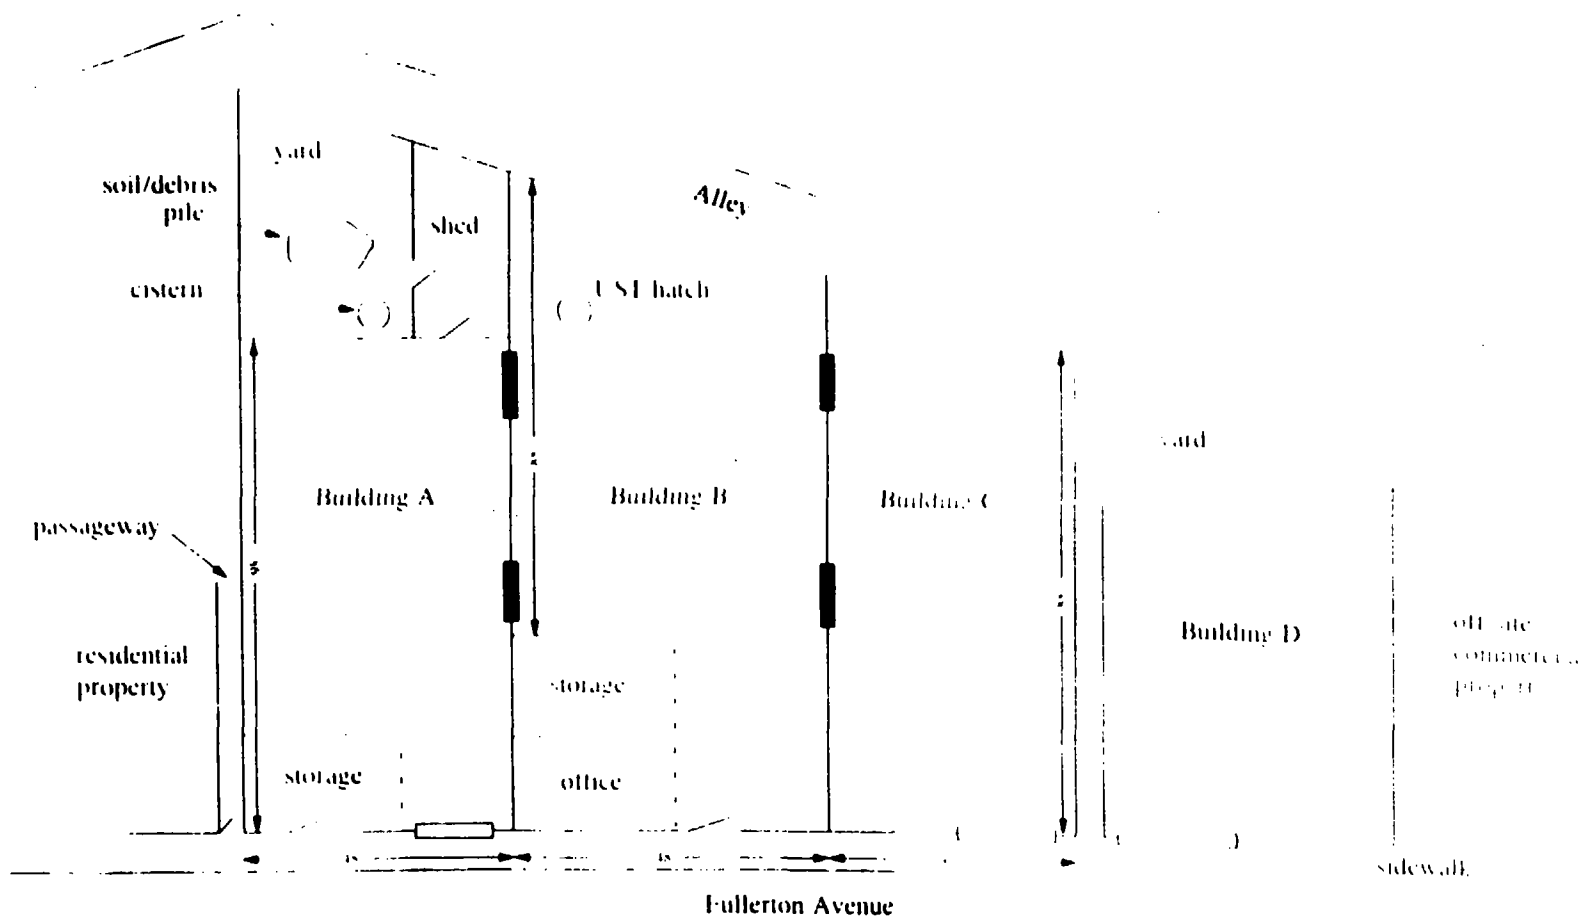 yard
soil/debris
pile
Alley
shed
cistern
UST hatch
yard
Building A
Building B
Building C
passageway
Building D
residential
property
storage
storage
office
sidewalk
Fullerton Avenue